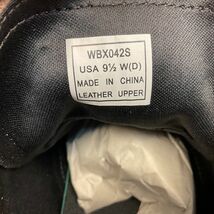 WBX042S
USA 9½ W(D)
MADE IN CHINA
LEATHER UPPER